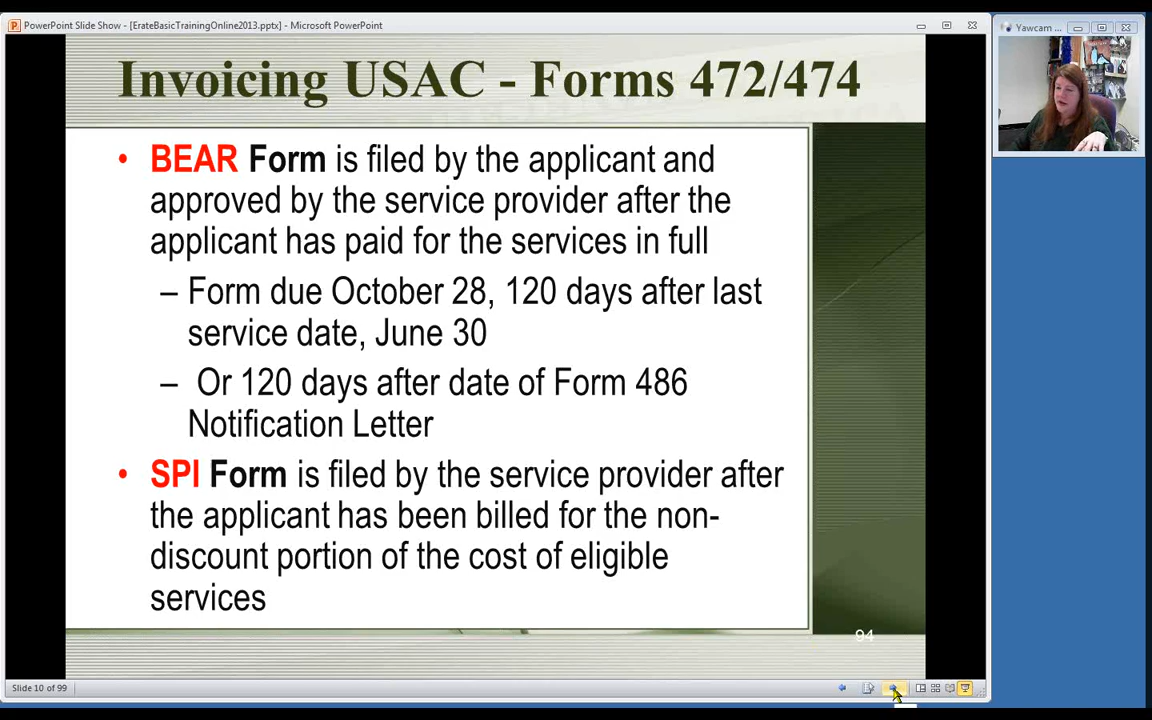 PowerPoint Slide Show - [ErateBasicTrainingOnline2013.pptx] - Microsoft PowerPoint
Yawcam ...
Invoicing USAC - Forms 472/474
• BEAR Form is filed by the applicant and
approved by the service provider after the
applicant has paid for the services in full
– Form due October 28, 120 days after last
service date, June 30
– Or 120 days after date of Form 486
Notification Letter
• SPI Form is filed by the service provider after
the applicant has been billed for the non-
discount portion of the cost of eligible
services
94
Slide 10 of 99